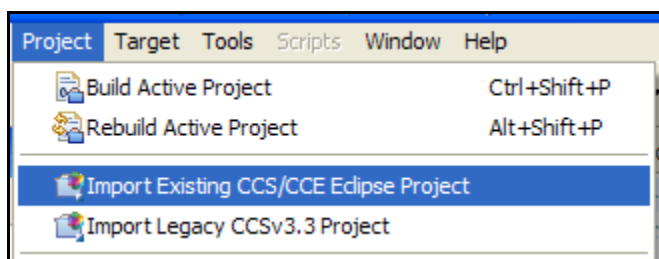 Project Target Tools Scripts Window Help
Build Active Project Ctrl+Shift+P
Rebuild Active Project Alt+Shift+P
Import Existing CCS/CCE Eclipse Project
Import Legacy CCSv3.3 Project